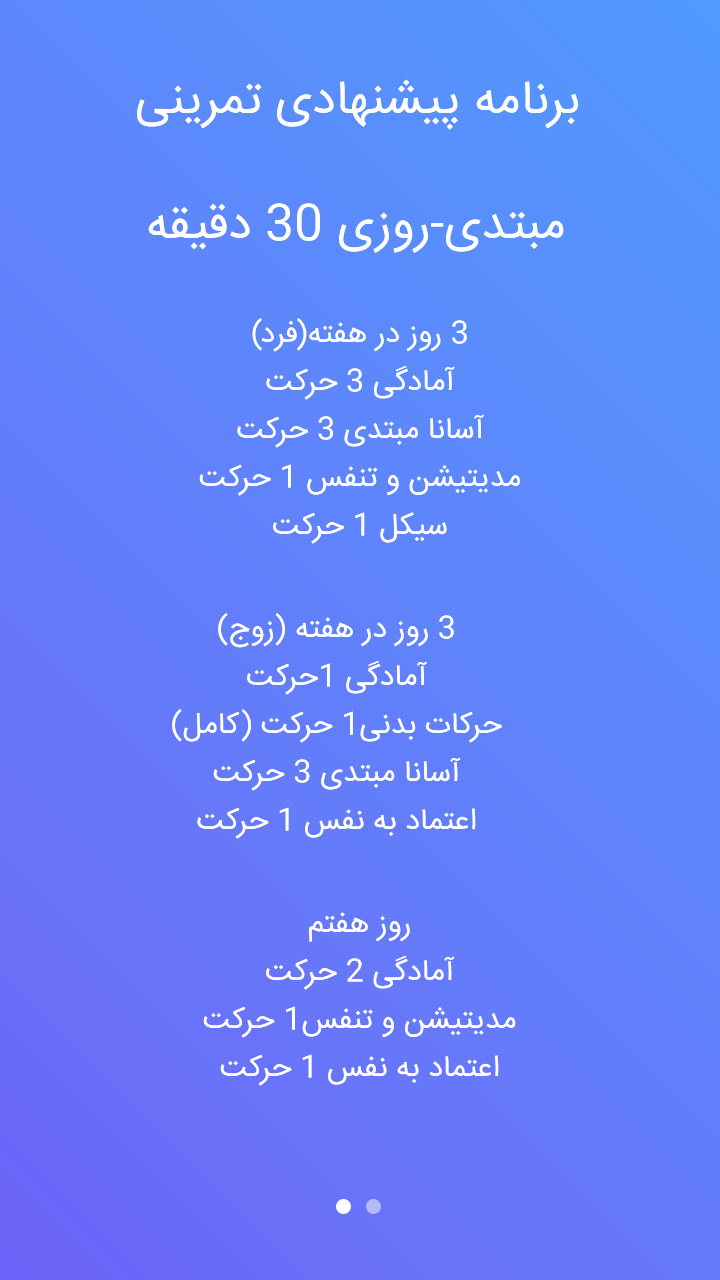 برنامه پیشنهادی تمرینی
مبتدی-روزی 30 دقیقه
3 روز در هفته(فرد)
آمادگی 3 حرکت
آسانا مبتدی 3 حرکت
مدیتیشن و تنفس 1 حرکت
سیکل 1 حرکت
3 روز در هفته (زوج)
آمادگی 1حرکت
حرکات بدنی1 حرکت (کامل)
آسانا مبتدی 3 حرکت
اعتماد به نفس 1 حرکت
روز هفتم
آمادگی 2 حرکت
مدیتیشن و تنفس1 حرکت
اعتماد به نفس 1 حرکت